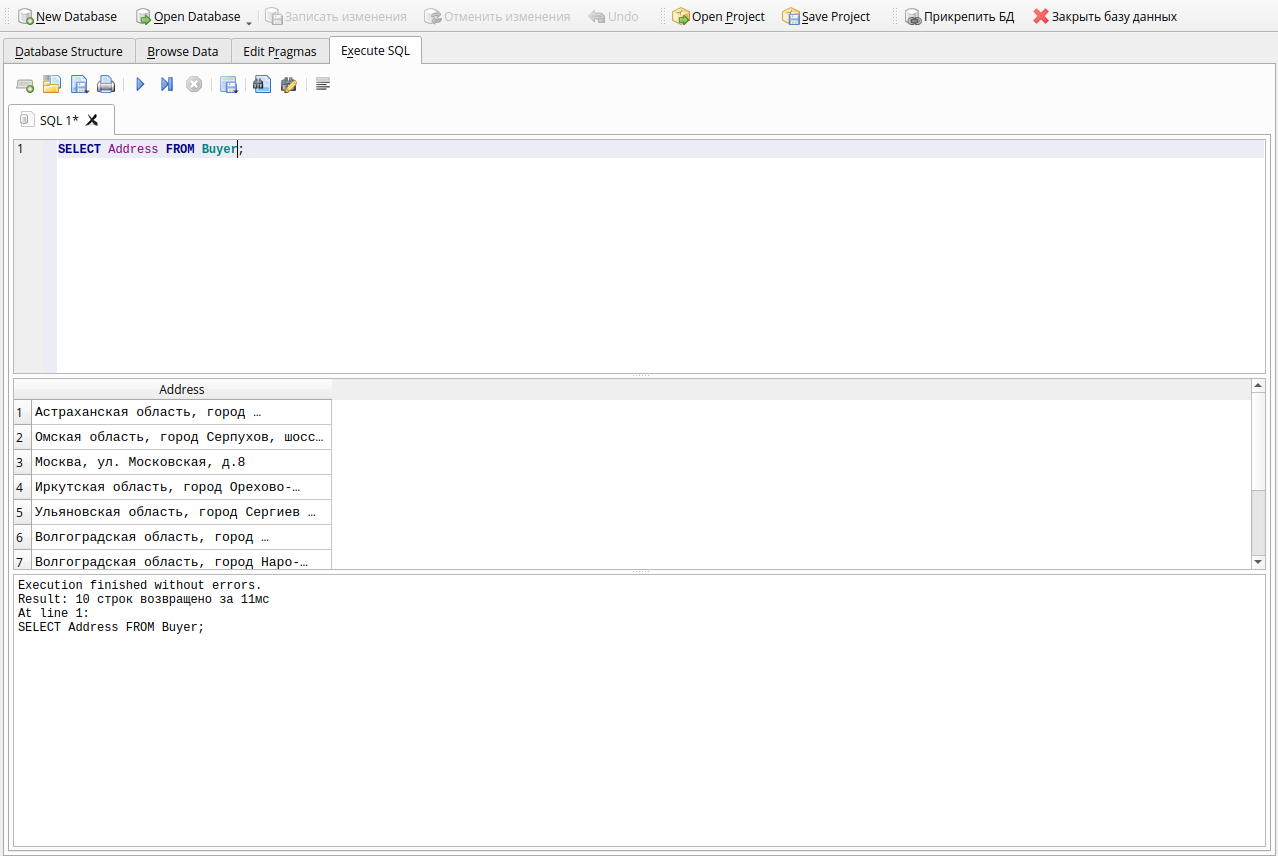 New Database Open Database Записать изменения Отменить изменения Undo Open Project Save Project Прикрепить БД Закрыть базу данных
Database Structure Browse Data Edit Pragmas Execute SQL
SQL 1*
1 SELECT Address FROM Buyer;
Address
1 Астраханская область, город …
2 Омская область, город Серпухов, шосс…
3 Москва, ул. Московская, д.8
4 Иркутская область, город Орехово-…
5 Ульяновская область, город Сергиев …
6 Волгоградская область, город …
7 Волгоградская область, город Наро-…
Execution finished without errors.
Result: 10 строк возвращено за 11мс
At line 1:
SELECT Address FROM Buyer;